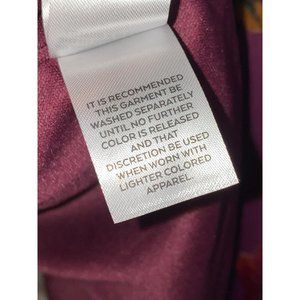 IT IS RECOMMENDED
THIS GARMENT BE
WASHED SEPARATELY
UNTIL NO FURTHER
COLOR IS RELEASED
AND THAT
DISCRETION BE USED
WHEN WORN WITH
LIGHTER COLORED
APPAREL.